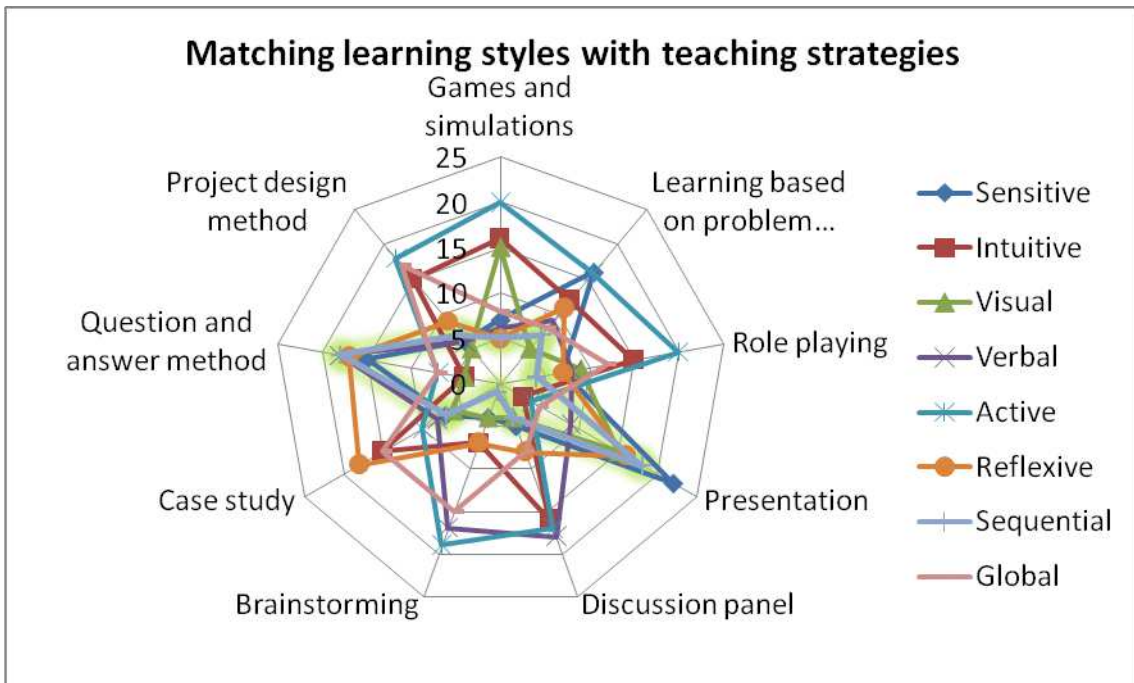 Matching learning styles with teaching strategies
Games and
simulations
Learning based
on problem...
Role playing
Presentation
Discussion panel
Brainstorming
Case study
Question and
answer method
Project design
method
25
20
15
10
5
0
Sensitive
Intuitive
Visual
Verbal
Active
Reflexive
Sequential
Global